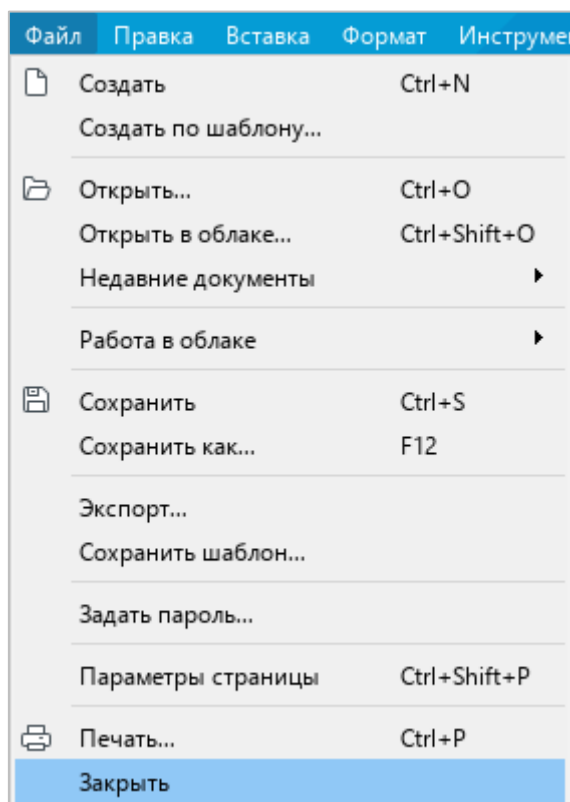 Файл Правка Вставка Формат
Создать Ctrl+N
Создать по шаблону...
Открыть... Ctrl+O
Открыть в облаке... Ctrl+Shift+O
Недавние документы
Работа в облаке
Сохранить Ctrl+S
Сохранить как... F12
Экспорт...
Сохранить шаблон...
Задать пароль...
Параметры страницы Ctrl+Shift+P
Печать... Ctrl+P
Закрыть